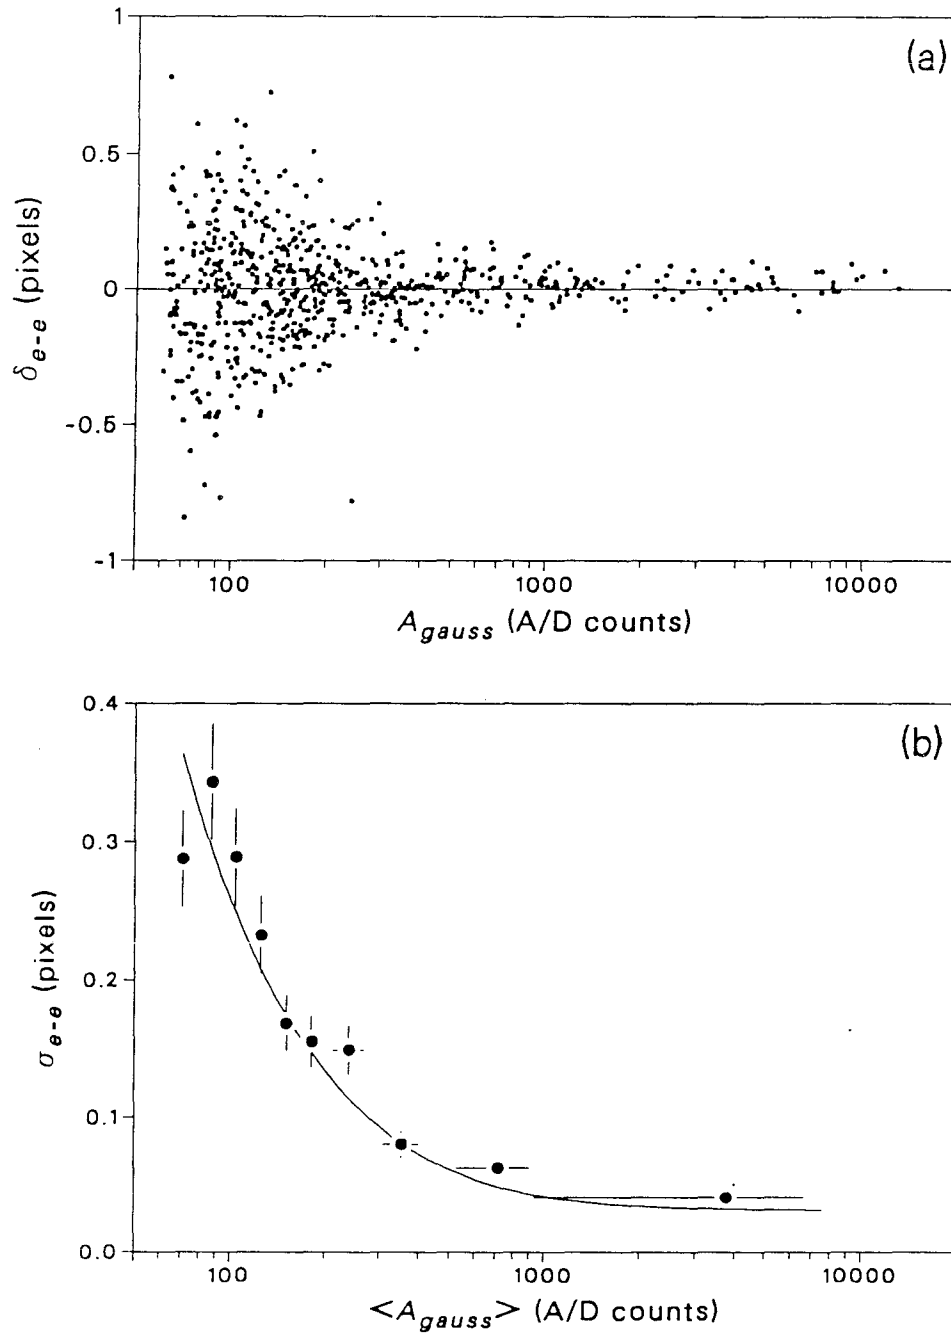 (a)
1
0.5
0
-0.5
-1
δe-e (pixels)
100 1000 10000
Agauss (A/D counts)
(b)
0.4
0.3
0.2
0.1
0.0
σe-e (pixels)
100 1000 10000
<Agauss> (A/D counts)